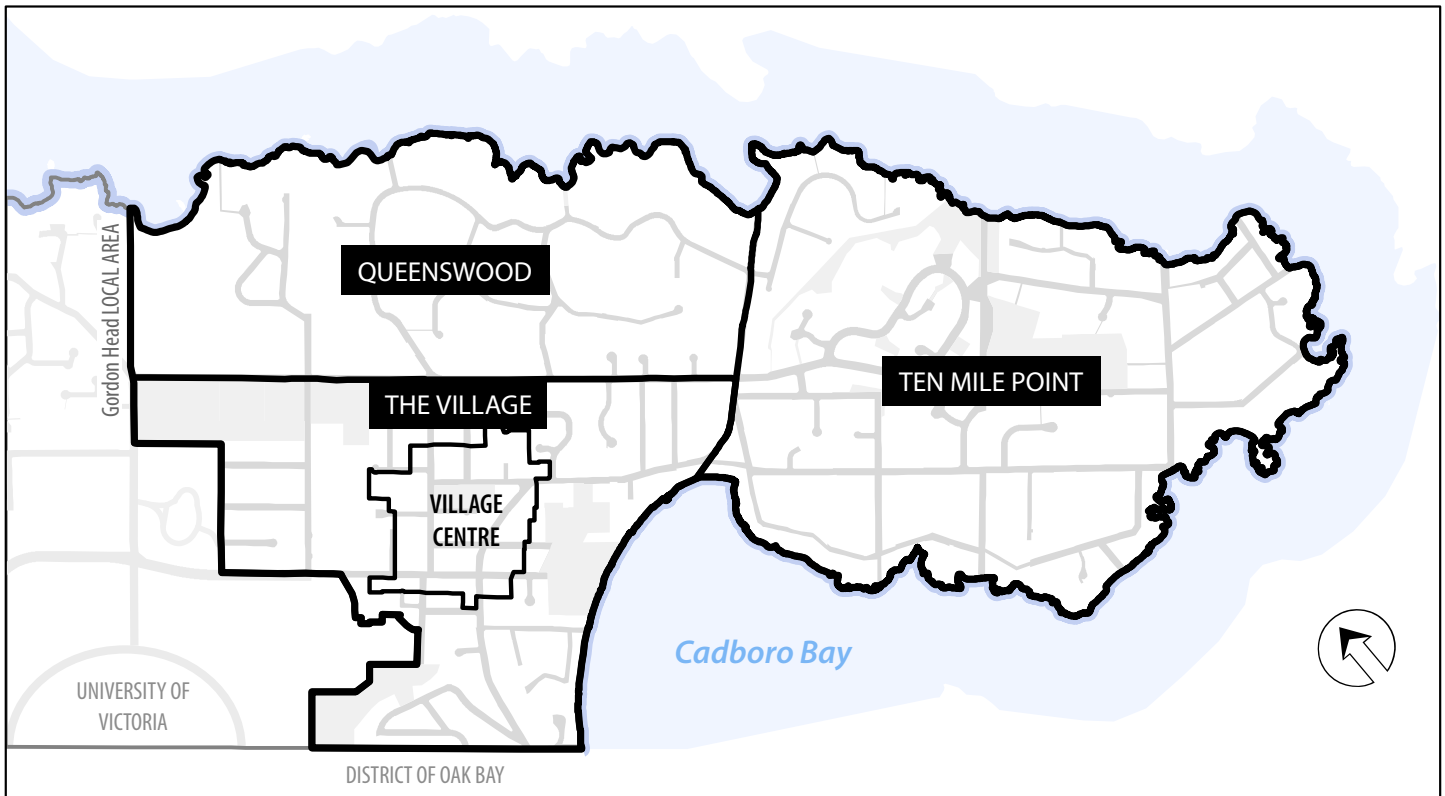 Gordon Head LOCAL AREA
QUEENSWOOD
THE VILLAGE
TEN MILE POINT
VILLAGE
CENTRE
Cadboro Bay
UNIVERSITY OF
VICTORIA
DISTRICT OF OAK BAY